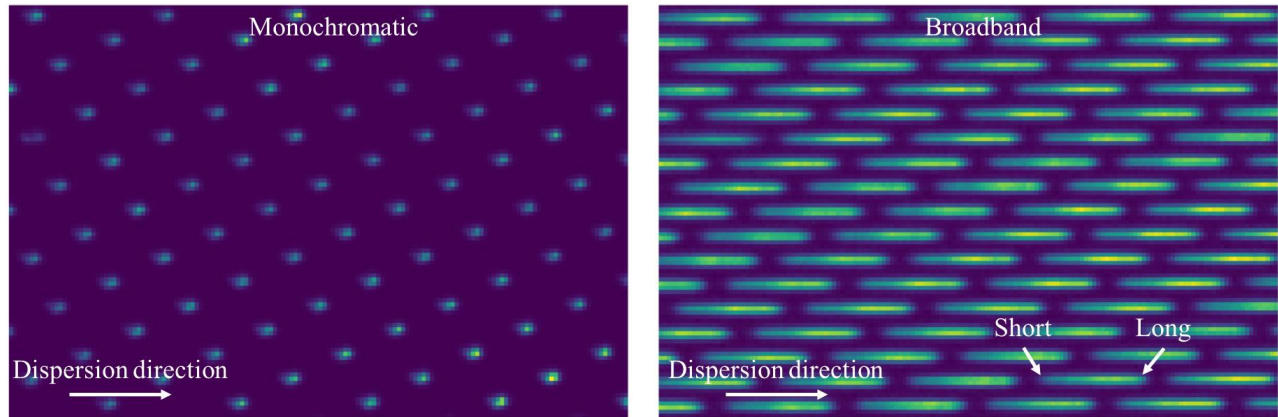 Monochromatic
Dispersion direction
Broadband
Short
Long
Dispersion direction